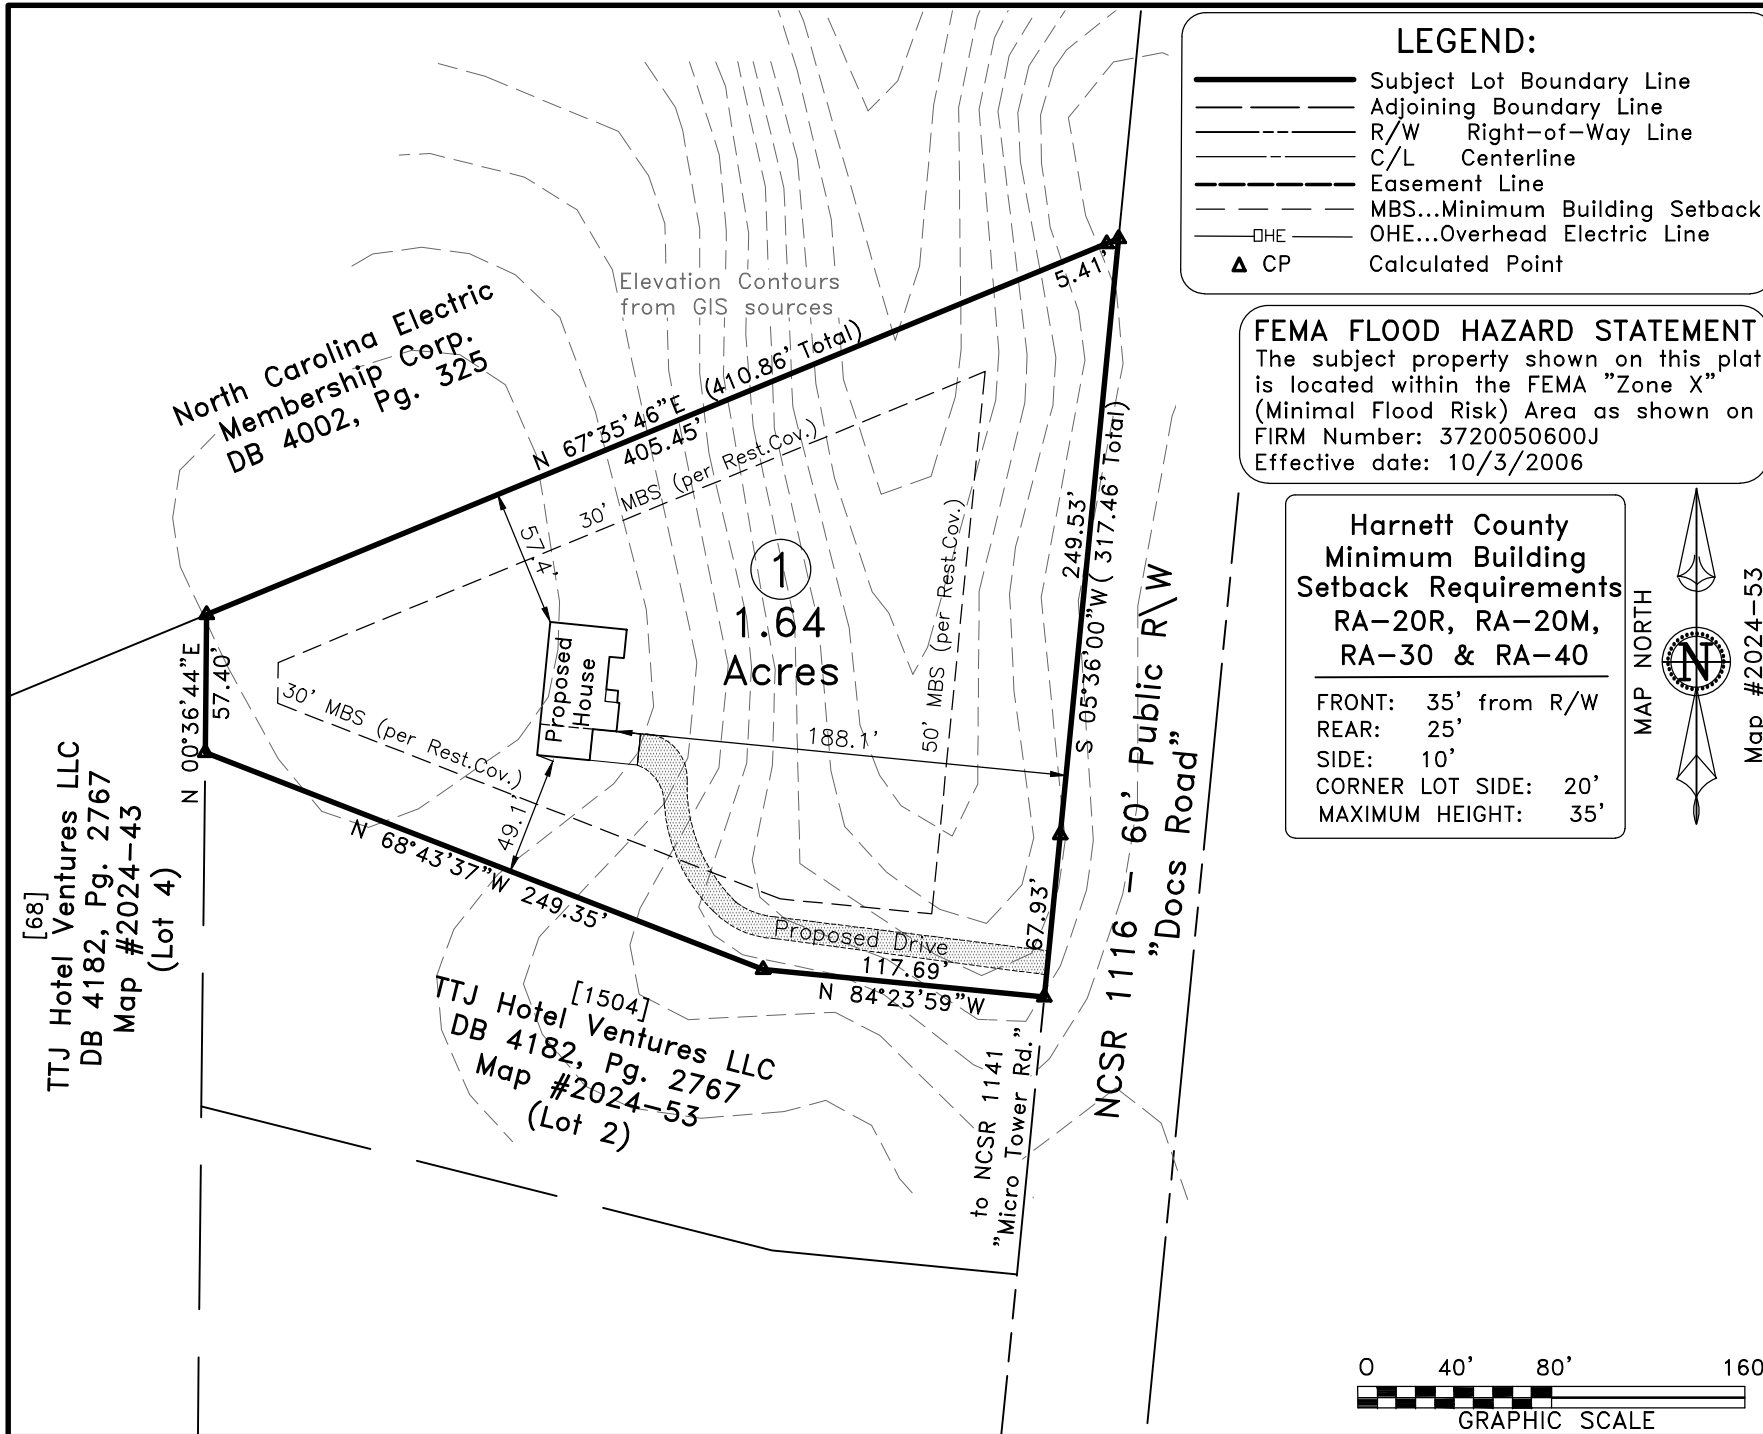 LEGEND:
Subject Lot Boundary Line
Adjoining Boundary Line
R/W Right-of-Way Line
C/L Centerline
Easement Line
MBS...Minimum Building Setback
OHE OHE...Overhead Electric Line
CP Calculated Point
FEMA FLOOD HAZARD STATEMENT
The subject property shown on this plat
is located within the FEMA "Zone X"
(Minimal Flood Risk) Area as shown on
FIRM Number: 3720050600J
Effective date: 10/3/2006
Harnett County
Minimum Building
Setback Requirements
RA-20R, RA-20M,
RA-30 & RA-40
FRONT: 35' from R/W
REAR: 25'
SIDE: 10'
CORNER LOT SIDE: 20'
MAXIMUM HEIGHT: 35'
MAP NORTH
N
Map #2024-53
Elevation Contours
from GIS sources
North Carolina Electric
Membership Corp.
DB 4002, Pg. 325
N 67°35'46"E (410.86' Total)
405.45'
5.41'
30' MBS (per Rest.Cov.)
57.4'
1
1.64
Acres
Proposed
House
188.1'
50' MBS (per Rest.Cov.)
249.53'
S 05°36'00"W ( 317.46' Total)
67.93'
NCSR 1116 - 60' Public R\W
"Docs Road"
N 00°36'44"E
57.40'
30' MBS (per Rest.Cov.)
49.1'
N 68°43'37"W 249.35'
Proposed Drive
117.69'
N 84°23'59"W
[68]
TTJ Hotel Ventures LLC
DB 4182, Pg. 2767
Map #2024-43
(Lot 4)
[1504]
TTJ Hotel Ventures LLC
DB 4182, Pg. 2767
Map #2024-53
(Lot 2)
to NCSR 1141
"Micro Tower Rd."
0 40' 80' 160
GRAPHIC SCALE